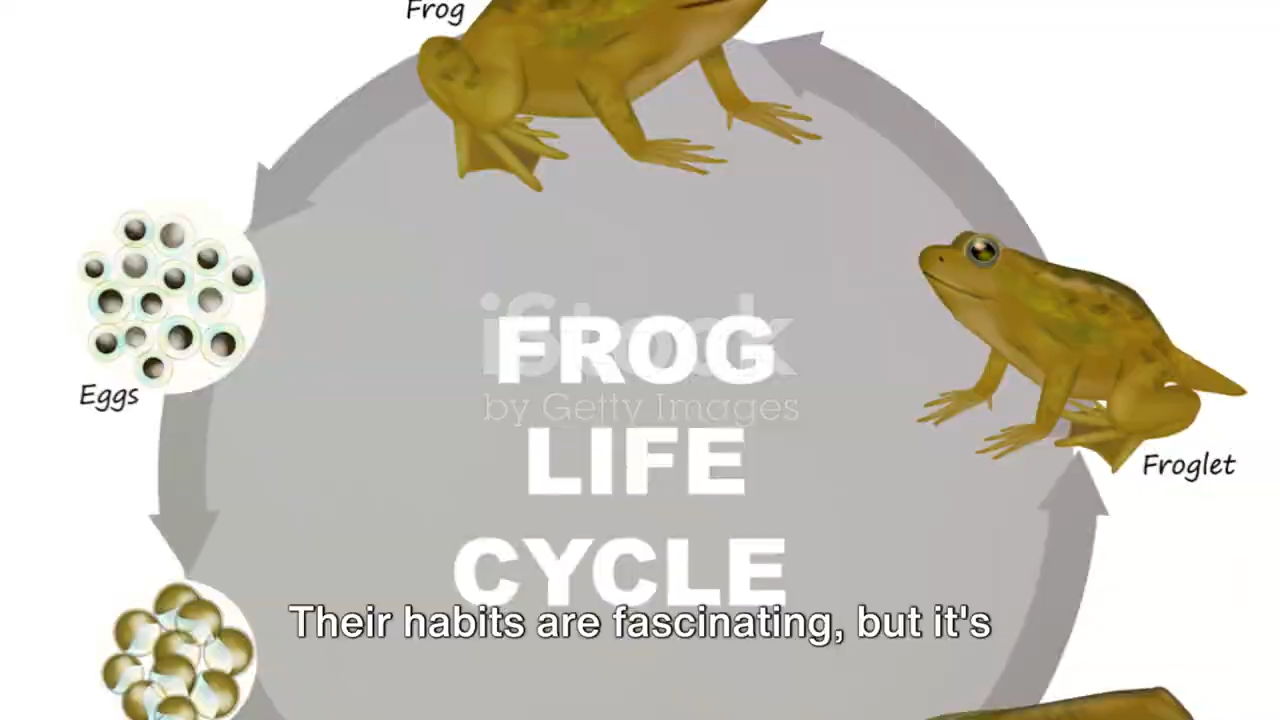 Frog
iStock
FROG
by Getty Images
LIFE
Eggs
Froglet
CYCLE
Their habits are fascinating, but it's